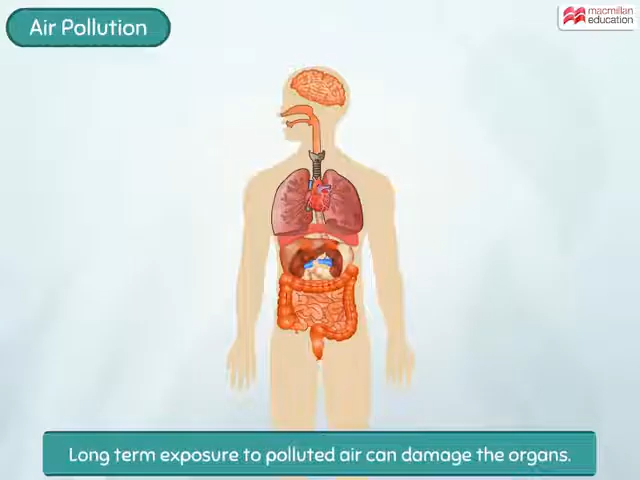 Air Pollution
macmillan
education
Long term exposure to polluted air can damage the organs.